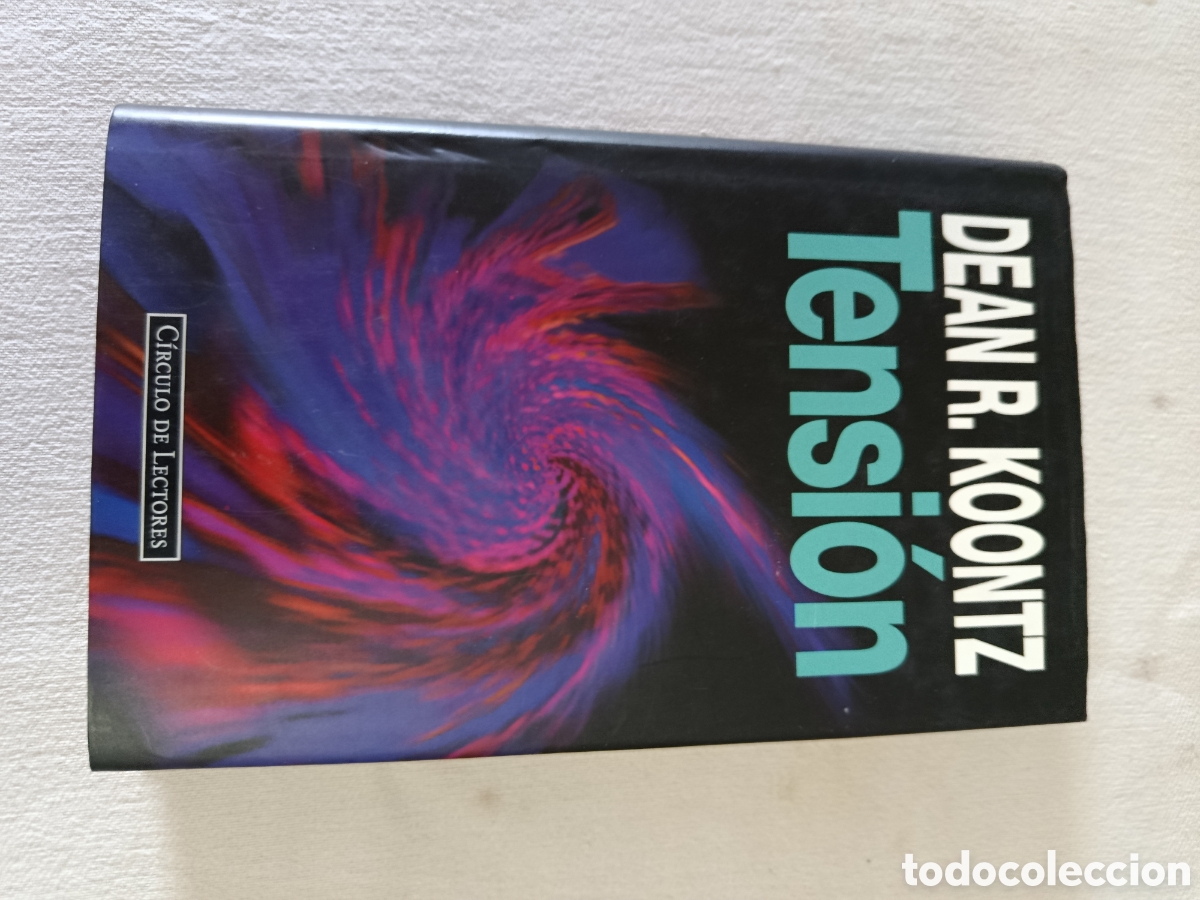 DEAN R. KOONTZ
Tensión
CÍRCULO DE LECTORES
todocoleccion